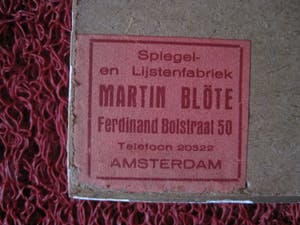 Spiegel-
en Lijstenfabriek
MARTIN BLÖTE
Ferdinand Bolstraat 50
Telefoon 20322
AMSTERDAM